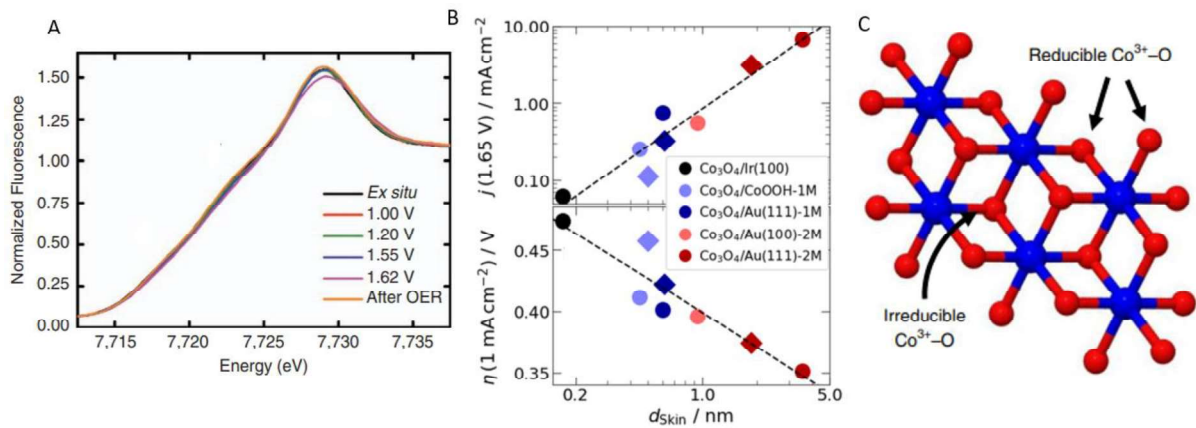 A
Normalized Fluorescence
1.50
1.25
1.00
0.75
0.50
0.25
0.00
Ex situ
1.00 V
1.20 V
1.55 V
1.62 V
After OER
7,715 7,720 7,725 7,730 7,735
Energy (eV)
B
j (1.65 V) / mA cm⁻²
10.00
1.00
0.10
Co₃O₄/Ir(100)
Co₃O₄/CoOOH-1M
Co₃O₄/Au(111)-1M
Co₃O₄/Au(100)-2M
Co₃O₄/Au(111)-2M
η(1 mA cm⁻²) / V
0.45
0.40
0.35
0.2 1.0 5.0
dSkin / nm
C
Reducible Co³⁺–O
Irreducible
Co³⁺–O